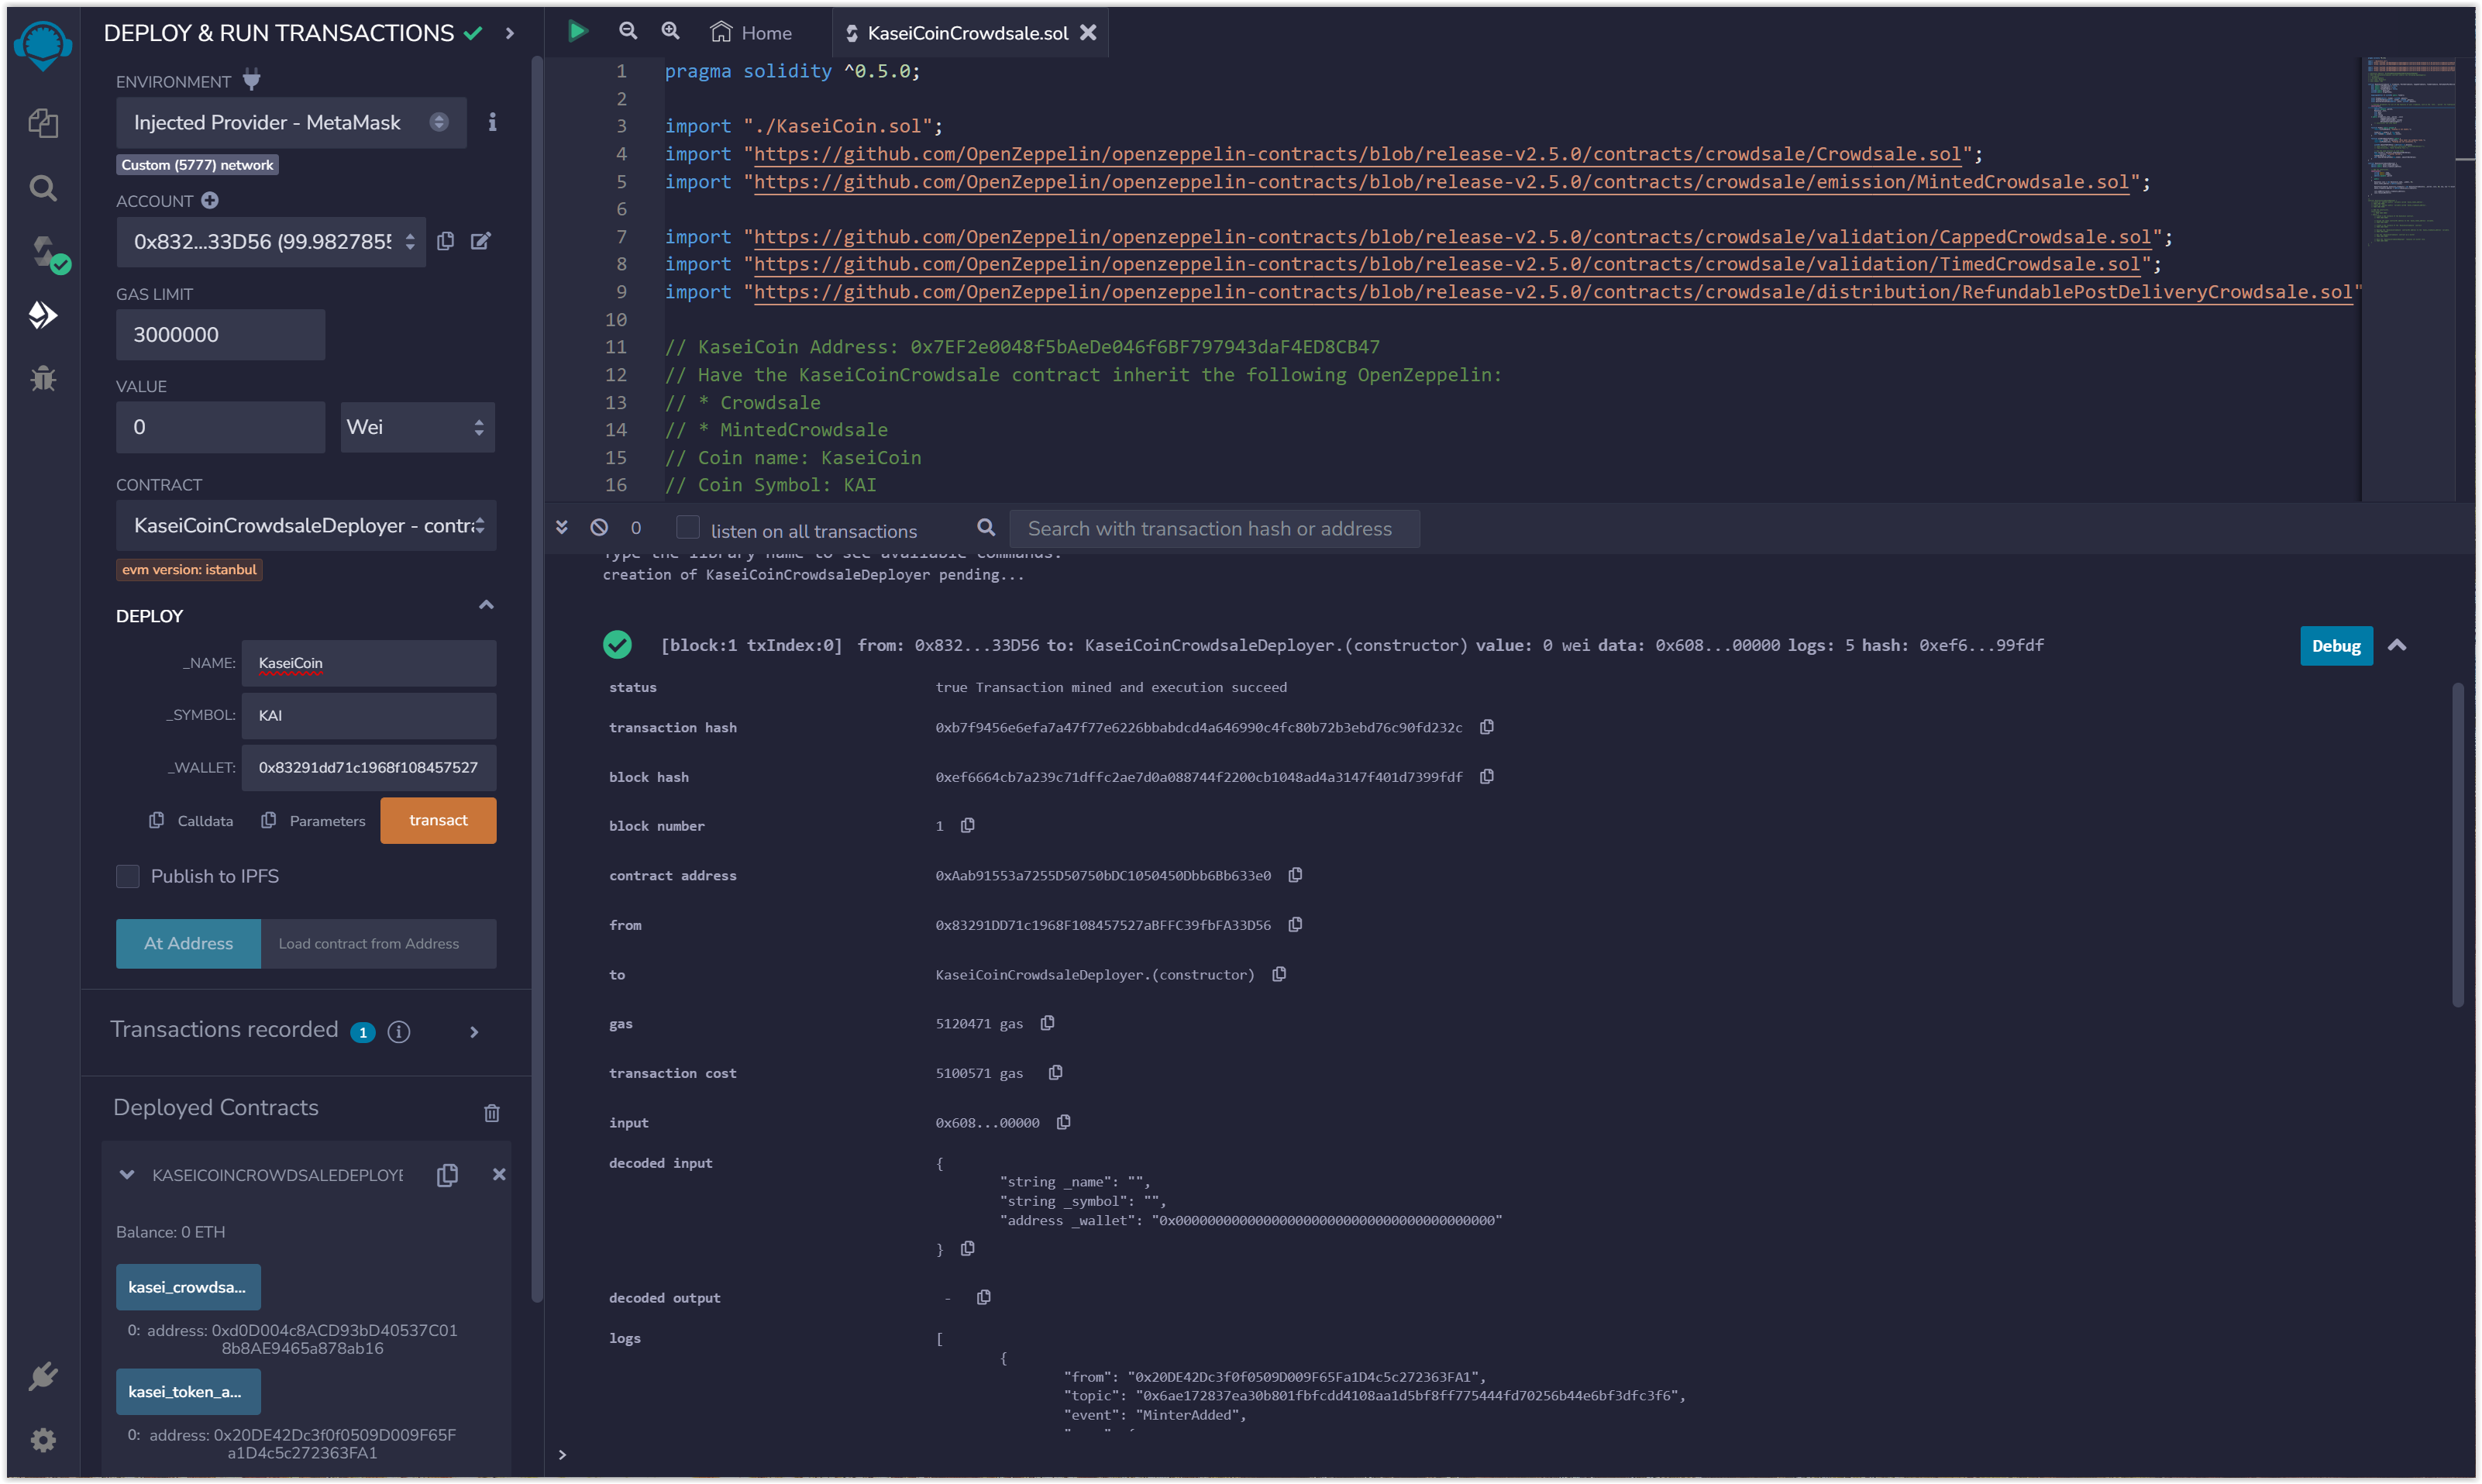 DEPLOY & RUN TRANSACTIONS
ENVIRONMENT
Injected Provider - MetaMask
Custom (5777) network
ACCOUNT
0x832...33D56 (99.9827855
GAS LIMIT
3000000
VALUE
0
Wei
CONTRACT
KaseiCoinCrowdsaleDeployer - contra
evm version: istanbul
DEPLOY
_NAME: KaseiCoin
_SYMBOL: KAI
_WALLET: 0x83291dd71c1968f108457527
Calldata Parameters transact
Publish to IPFS
At Address Load contract from Address
Transactions recorded 1 i
Deployed Contracts
KASEICOINCROWDSALEDEPLOYE
Balance: 0 ETH
kasei_crowdsa...
0: address: 0xd0D004c8ACD93bD40537C01
8b8AE9465a878ab16
kasei_token_a...
0: address: 0x20DE42Dc3f0f0509D009F65F
a1D4c5c272363FA1
Home KaseiCoinCrowdsale.sol
1 pragma solidity ^0.5.0;
2
3 import "./KaseiCoin.sol";
4 import "https://github.com/OpenZeppelin/openzeppelin-contracts/blob/release-v2.5.0/contracts/crowdsale/Crowdsale.sol";
5 import "https://github.com/OpenZeppelin/openzeppelin-contracts/blob/release-v2.5.0/contracts/crowdsale/emission/MintedCrowdsale.sol";
6
7 import "https://github.com/OpenZeppelin/openzeppelin-contracts/blob/release-v2.5.0/contracts/crowdsale/validation/CappedCrowdsale.sol";
8 import "https://github.com/OpenZeppelin/openzeppelin-contracts/blob/release-v2.5.0/contracts/crowdsale/validation/TimedCrowdsale.sol";
9 import "https://github.com/OpenZeppelin/openzeppelin-contracts/blob/release-v2.5.0/contracts/crowdsale/distribution/RefundablePostDeliveryCrowdsale.sol"
10
11 // KaseiCoin Address: 0x7EF2e0048f5bAeDe046f6BF797943daF4ED8CB47
12 // Have the KaseiCoinCrowdsale contract inherit the following OpenZeppelin:
13 // * Crowdsale
14 // * MintedCrowdsale
15 // Coin name: KaseiCoin
16 // Coin Symbol: KAI
0 listen on all transactions Search with transaction hash or address
Type the library name to see available commands.
creation of KaseiCoinCrowdsaleDeployer pending...
[block:1 txIndex:0] from: 0x832...33D56 to: KaseiCoinCrowdsaleDeployer.(constructor) value: 0 wei data: 0x608...00000 logs: 5 hash: 0xef6...99fdf Debug
status true Transaction mined and execution succeed
transaction hash 0xb7f9456e6efa7a47f77e6226bbabdcd4a646990c4fc80b72b3ebd76c90fd232c
block hash 0xef6664cb7a239c71dffc2ae7d0a088744f2200cb1048ad4a3147f401d7399fdf
block number 1
contract address 0xAab91553a7255D50750bDC1050450Dbb6Bb633e0
from 0x83291DD71c1968F108457527aBFFC39fbFA33D56
to KaseiCoinCrowdsaleDeployer.(constructor)
gas 5120471 gas
transaction cost 5100571 gas
input 0x608...00000
decoded input {
"string _name": "",
"string _symbol": "",
"address _wallet": "0x0000000000000000000000000000000000000000"
}
decoded output -
logs [
{
"from": "0x20DE42Dc3f0f0509D009F65Fa1D4c5c272363FA1",
"topic": "0x6ae172837ea30b801fbfcdd4108aa1d5bf8ff775444fd70256b44e6bf3dfc3f6",
"event": "MinterAdded",
>